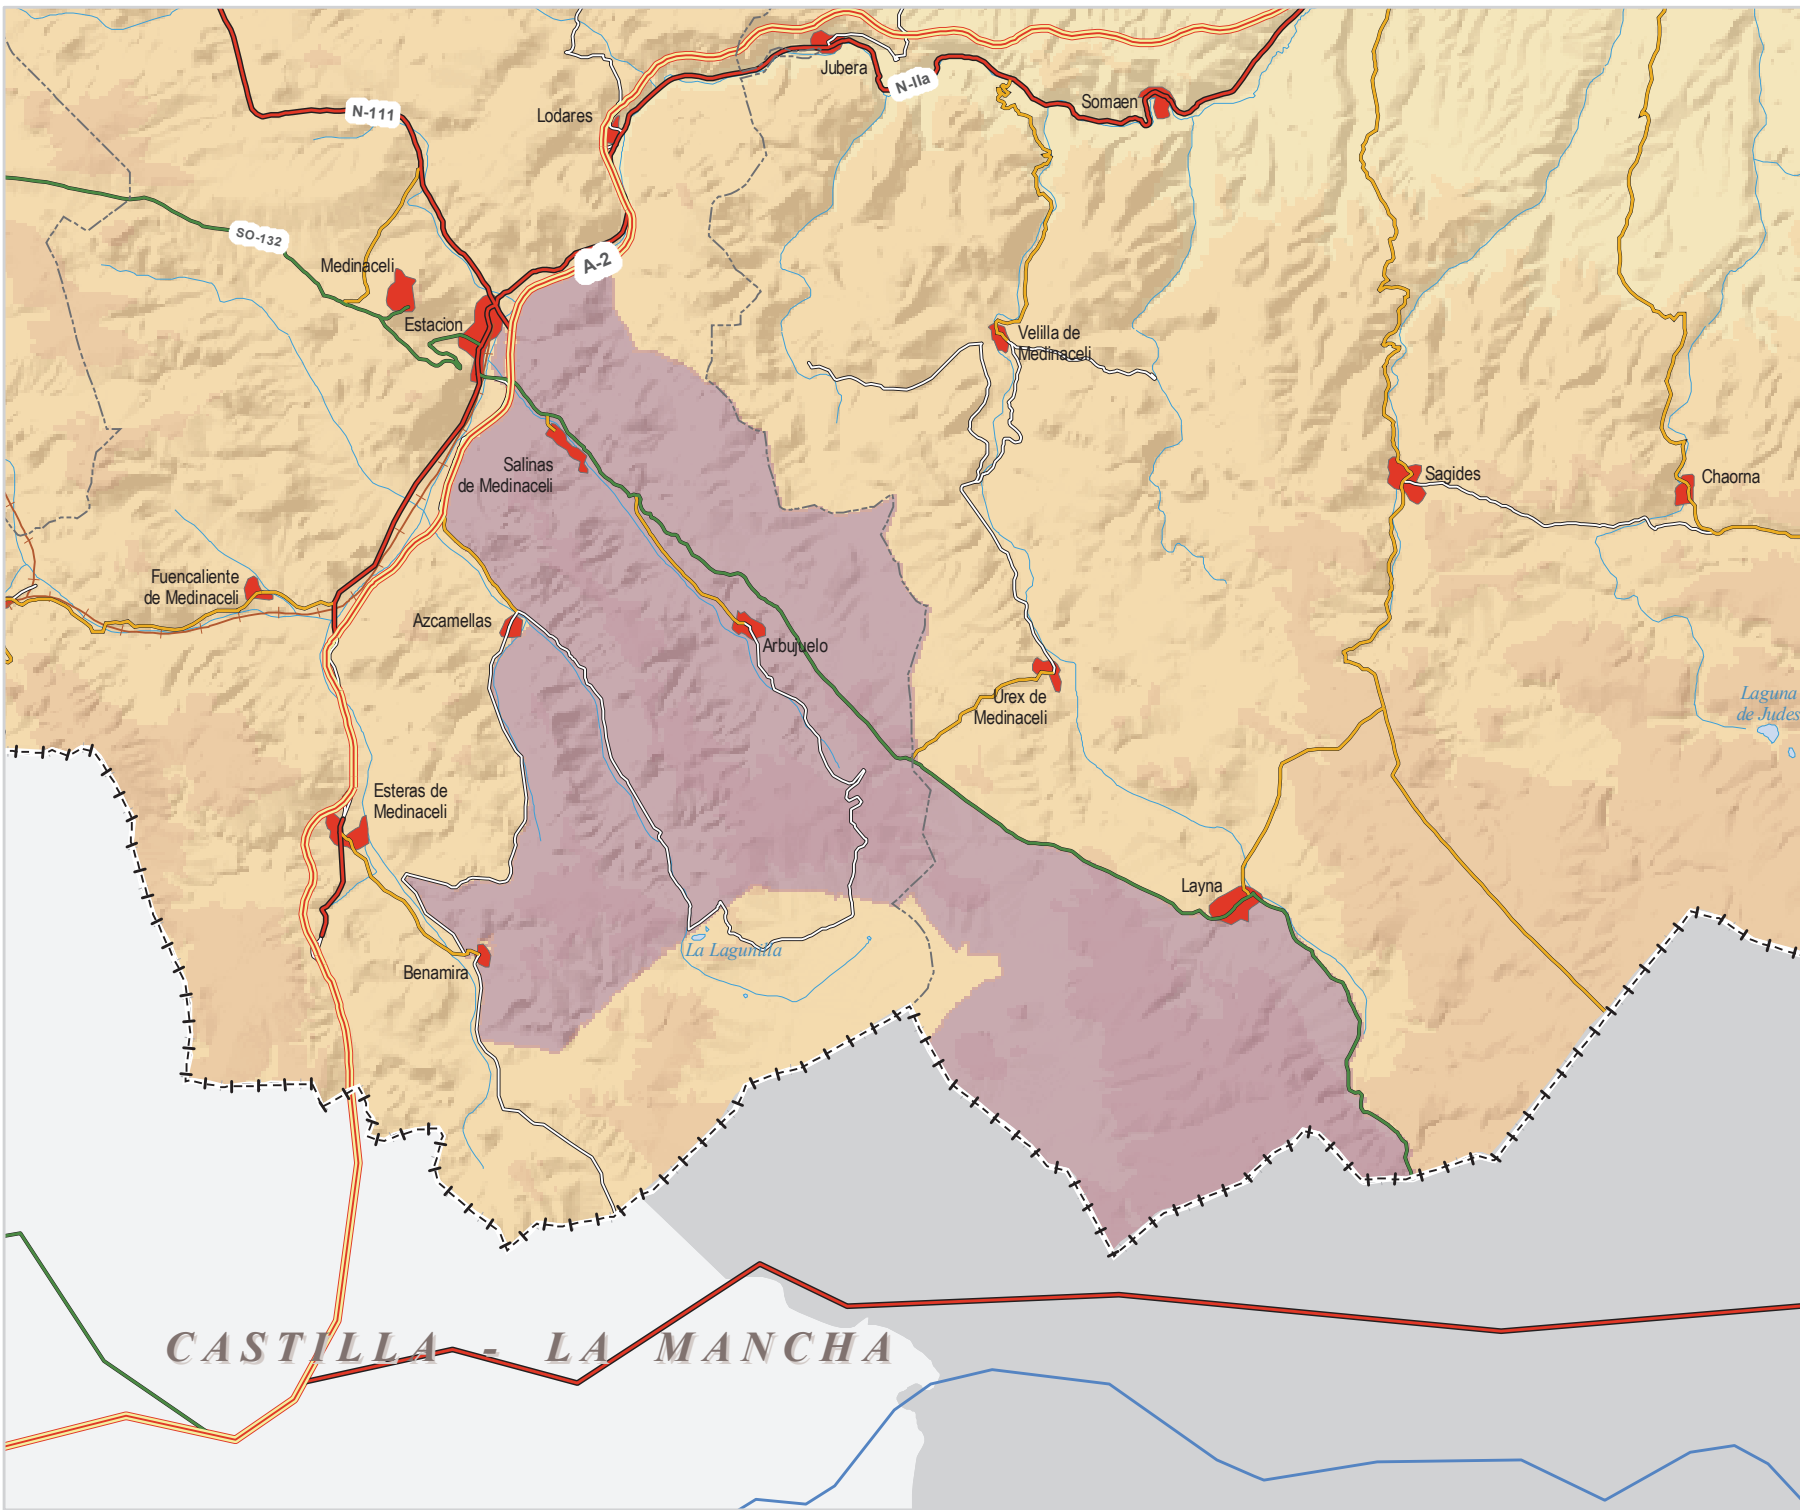 Jubera
N-IIa
Somaen
Lodares
N-111
SO-132
Medinaceli
A-2
Estacion
Velilla de
Medinaceli
Salinas
de Medinaceli
Sagides
Chaorna
Fuencaliente
de Medinaceli
Azcamellas
Arbujuelo
Urex de
Medinaceli
Laguna
de Judes
Esteras de
Medinaceli
Layna
La Lagunilla
Benamira
CASTILLA - LA MANCHA